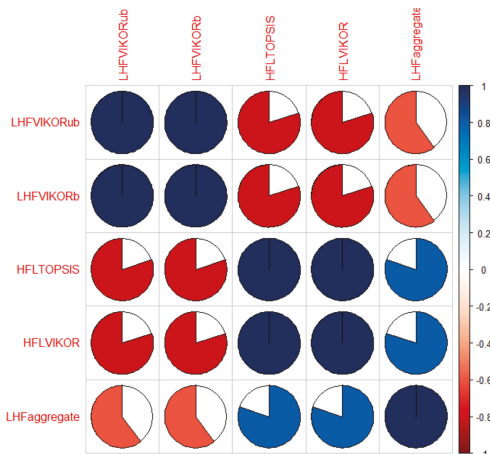 LHFVIKORub
LHFVIKORb
HFLTOPSIS
HFLVIKOR
LHFaggregate
LHFVIKORub
LHFVIKORb
HFLTOPSIS
HFLVIKOR
LHFaggregate
1
0.8
0.6
0.4
0.2
0
-0.2
-0.4
-0.6
-0.8
-1